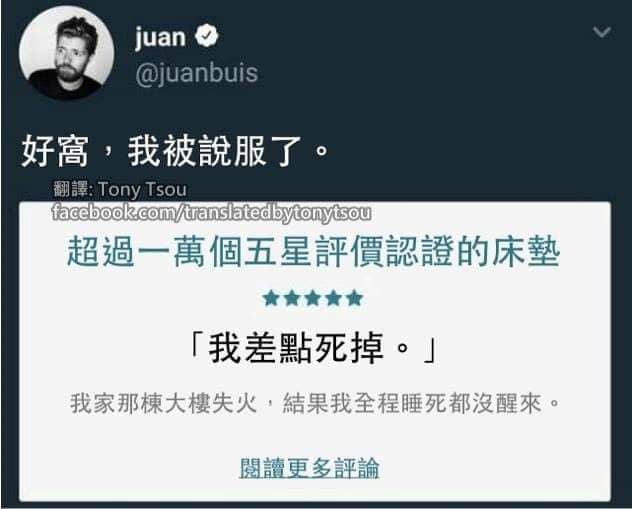 juan
@juanbuis
好窩，我被說服了。
翻譯: Tony Tsou
facebook.com/translatedbytonytsou
超過一萬個五星評價認證的床墊
★★★★★
「我差點死掉。」
我家那棟大樓失火，結果我全程睡死都沒醒來。
閱讀更多評論